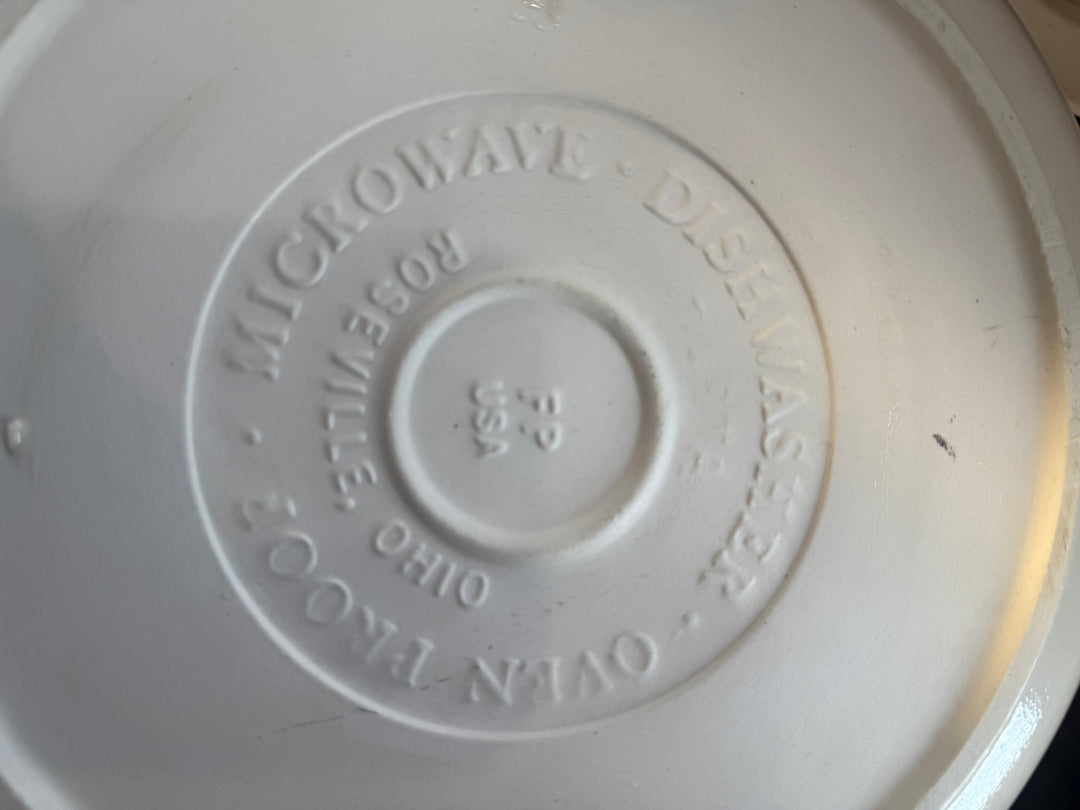 MICROWAVE · DISHWASHER · OVEN PROOF ·
ROSEVILLE, OHIO
FP
USA